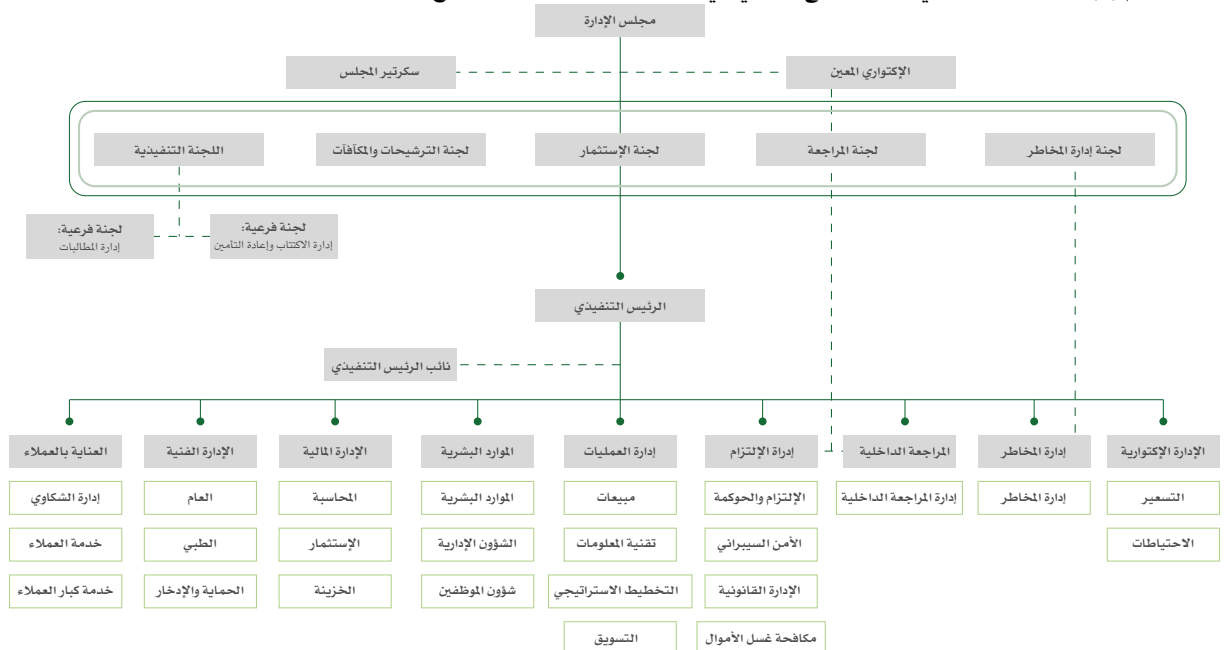 مجلس الإدارة
الإكتواري المعين
سكرتير المجلس
لجنة إدارة المخاطر
لجنة المراجعة
لجنة الإستثمار
لجنة الترشيحات والمكآفآت
اللجنة التنفيذية
لجنة فرعية:
إدارة الاكتتاب وإعادة التأمين
لجنة فرعية:
إدارة المطالبات
الرئيس التنفيذي
نائب الرئيس التنفيذي
الإدارة الإكتوارية
إدارة المخاطر
المراجعة الداخلية
إدراة الإلتزام
إدارة العمليات
الموارد البشرية
الإدارة المالية
الإدارة الفنية
العناية بالعملاء
التسعير
إدارة المخاطر
إدارة المراجعة الداخلية
الإلتزام والحوكمة
مبيعات
الموارد البشرية
المحاسبة
العام
إدارة الشكاوي
الاحتياطات
الأمن السيبراني
تقنية المعلومات
الشؤون الإدارية
الإستثمار
الطبي
خدمة العملاء
الإدارة القانونية
التخطيط الاستراتيجي
شؤون الموظفين
الخزينة
الحماية والإدخار
خدمة كبار العملاء
مكافحة غسل الأموال
التسويق